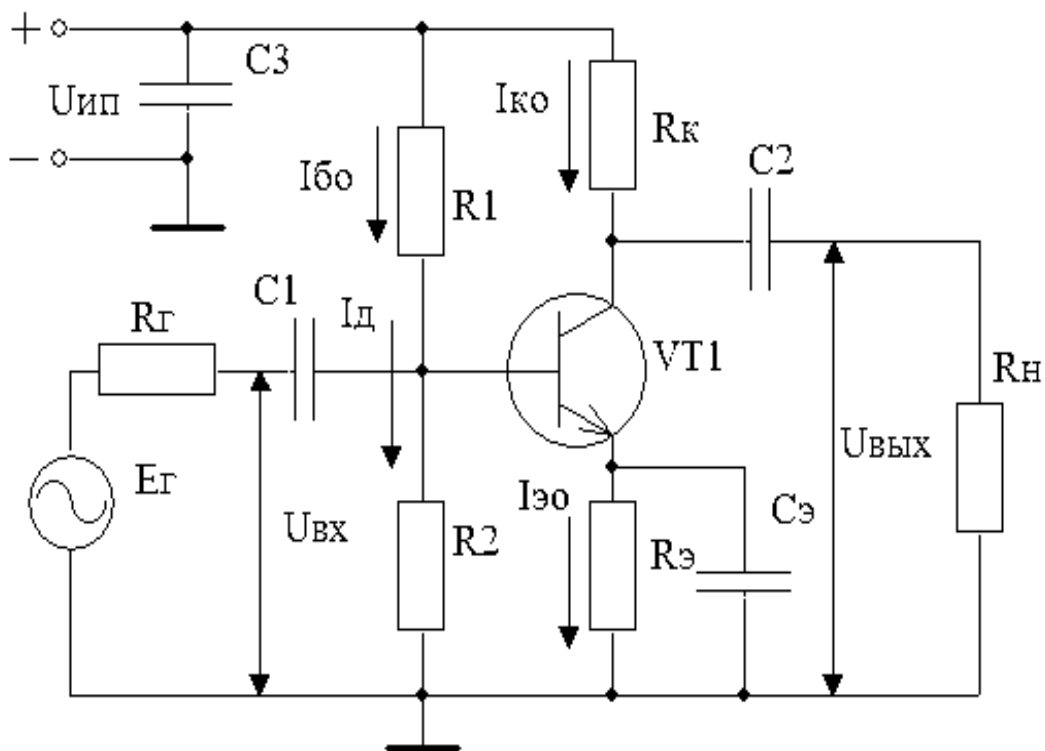 +
C3
Uип
−
Iко
Rк
Iбо
R1
C2
C1
Iд
Rг
VT1
Rн
Eг
Uвх
R2
Iэо
Rэ
Cэ
Uвых